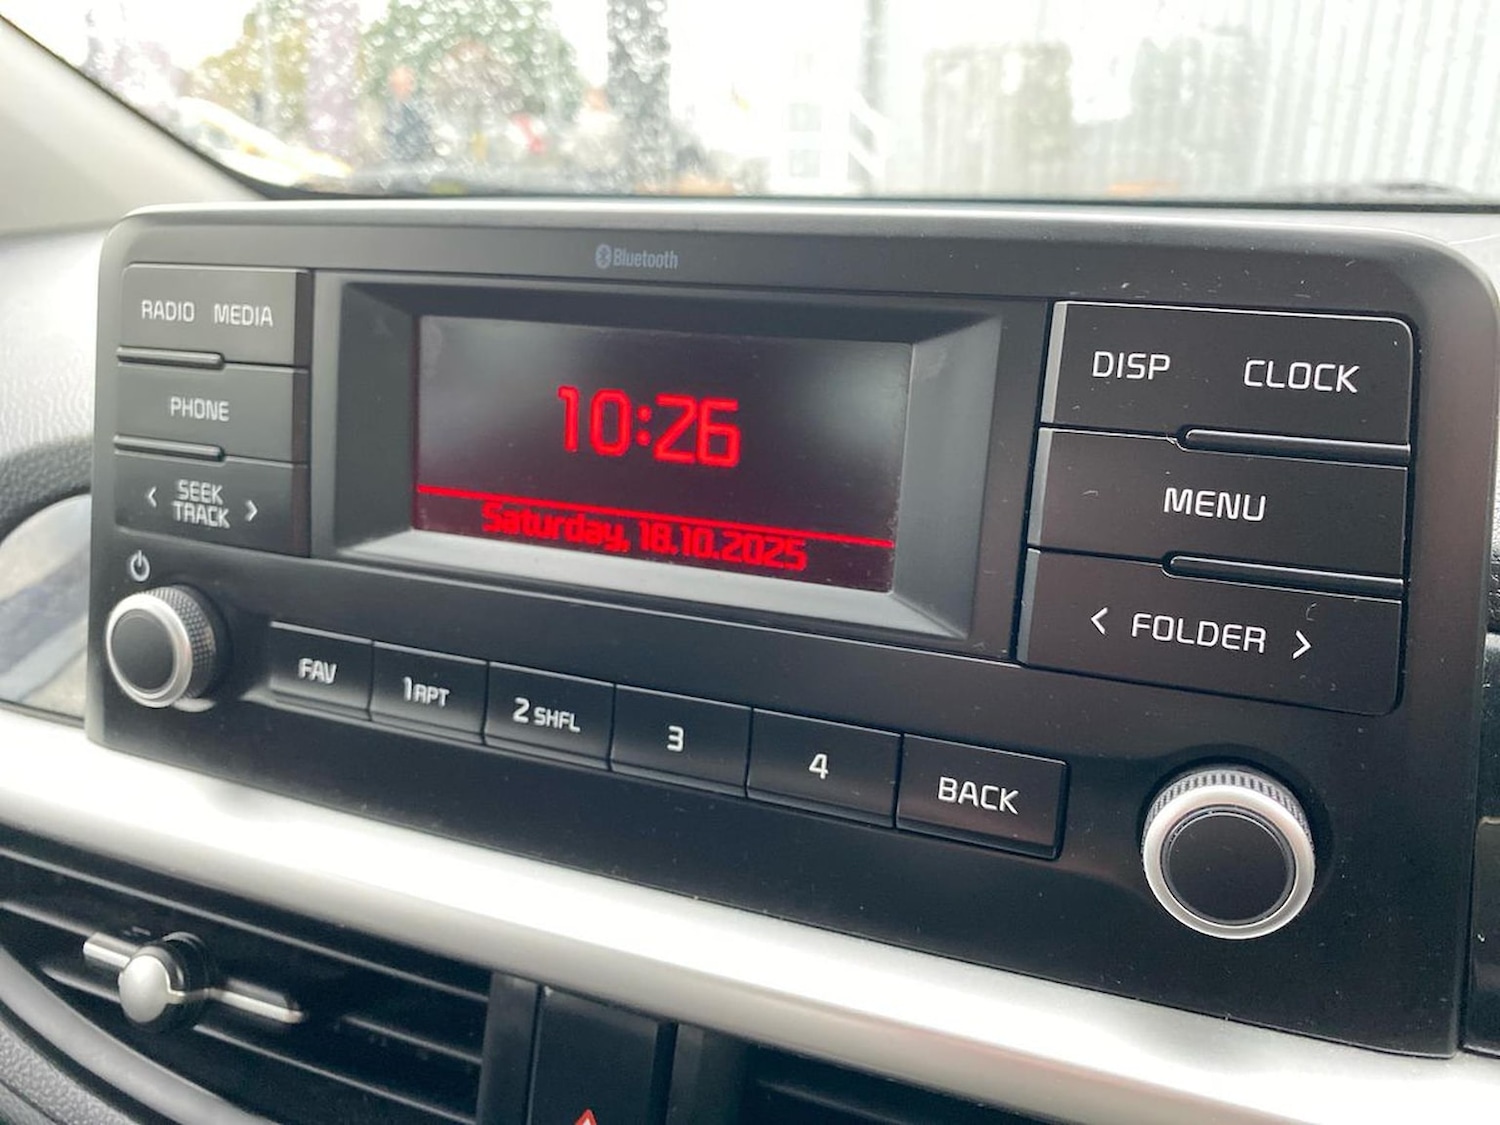 Bluetooth
RADIO MEDIA
PHONE
< SEEK TRACK >
10:26
Saturday, 18.10.2025
DISP CLOCK
MENU
< FOLDER >
FAV
1 RPT
2 SHFL
3
4
BACK